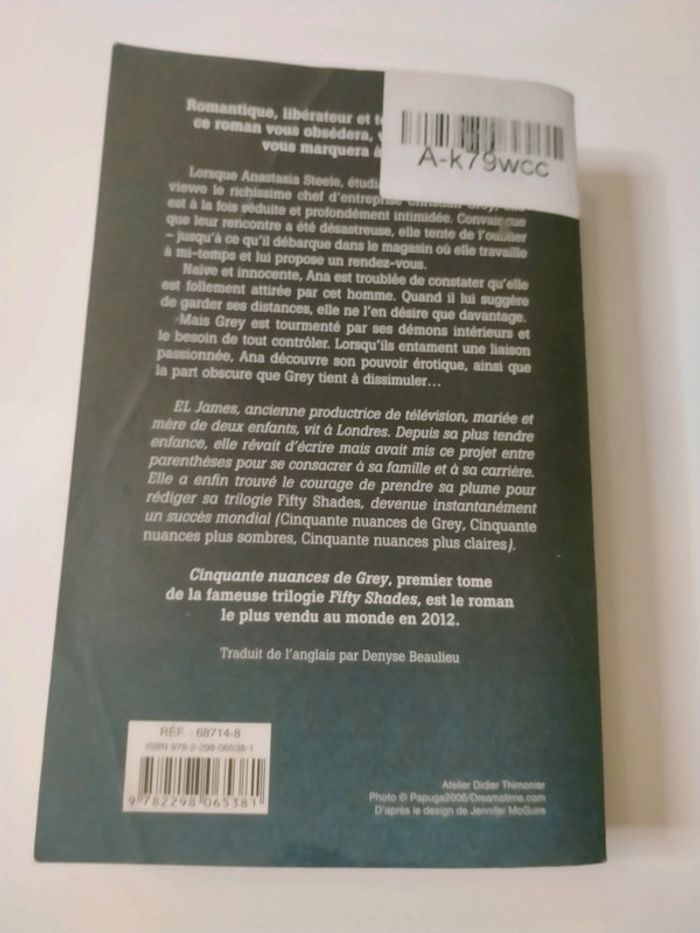 Romantique, libérateur et
ce roman vous obsédera,
vous marquera à
A-k79wcc
Lorsque Anastasia Steele,
viewe le richissime chef d'entreprise Christian Grey,
est à la fois séduite et profondément intimidée. Convaincue
que leur rencontre a été désastreuse, elle tente de l'oublier
– jusqu'à ce qu'il débarque dans le magasin où elle travaille
à mi-temps et lui propose un rendez-vous.
Naïve et innocente, Ana est troublée de constater qu'elle
est follement attirée par cet homme. Quand il lui suggère
de garder ses distances, elle ne l'en désire que davantage.
Mais Grey est tourmenté par ses démons intérieurs et
le besoin de tout contrôler. Lorsqu'ils entament une liaison
passionnée, Ana découvre son pouvoir érotique, ainsi que
la part obscure que Grey tient à dissimuler...
EL James, ancienne productrice de télévision, mariée et
mère de deux enfants, vit à Londres. Depuis sa plus tendre
enfance, elle rêvait d'écrire mais avait mis ce projet entre
parenthèses pour se consacrer à sa famille et à sa carrière.
Elle a enfin trouvé le courage de prendre sa plume pour
rédiger sa trilogie Fifty Shades, devenue instantanément
un succès mondial (Cinquante nuances de Grey, Cinquante
nuances plus sombres, Cinquante nuances plus claires).
Cinquante nuances de Grey, premier tome
de la fameuse trilogie Fifty Shades, est le roman
le plus vendu au monde en 2012.
Traduit de l'anglais par Denyse Beaulieu
RÉF. : 68714-8
ISBN 978-2-298-06538-1
9 782298 065381
Atelier Didier Thimonier
Photo © Papuga2006/Dreamstime.com
D'après le design de Jennifer McGuire